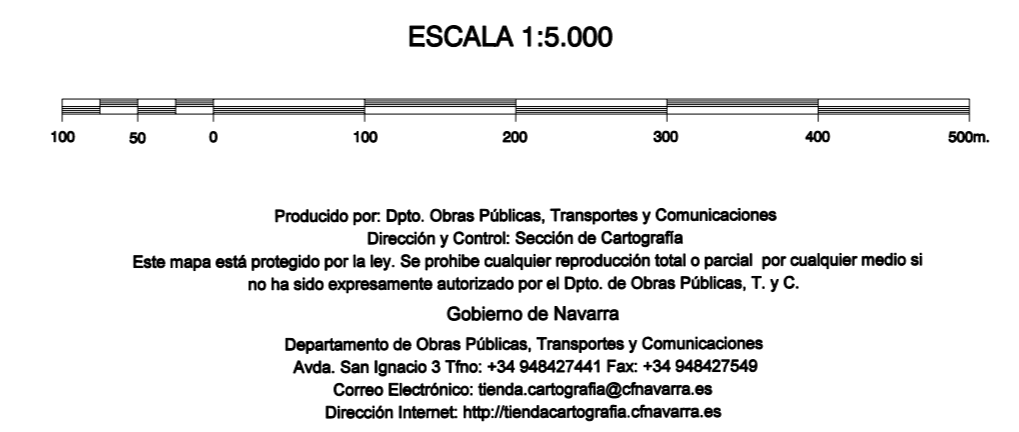 ESCALA 1:5.000
100 50 0 100 200 300 400 500m.
Producido por: Dpto. Obras Públicas, Transportes y Comunicaciones
Dirección y Control: Sección de Cartografía
Este mapa está protegido por la ley. Se prohibe cualquier reproducción total o parcial por cualquier medio si
no ha sido expresamente autorizado por el Dpto. de Obras Públicas, T. y C.
Gobierno de Navarra
Departamento de Obras Públicas, Transportes y Comunicaciones
Avda. San Ignacio 3 Tfno: +34 948427441 Fax: +34 948427549
Correo Electrónico: tienda.cartografia@cfnavarra.es
Dirección Internet: http://tiendacartografia.cfnavarra.es